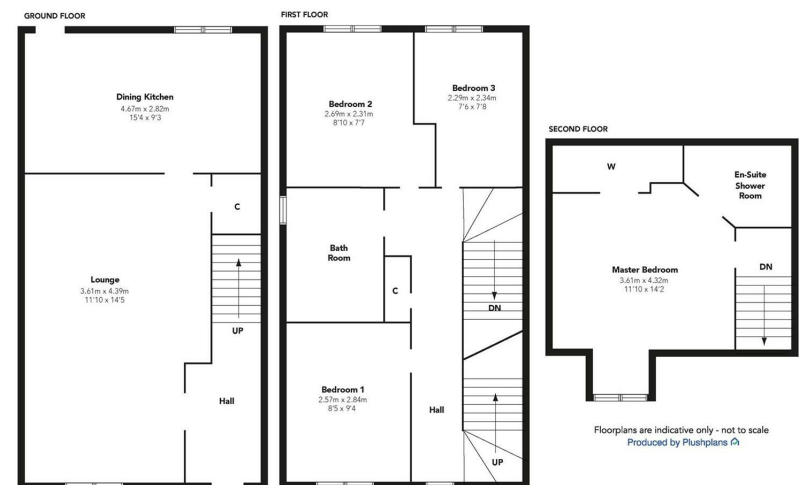 GROUND FLOOR
Dining Kitchen
4.67m x 2.82m
15'4 x 9'3
C
Lounge
3.61m x 4.39m
11'10 x 14'5
UP
Hall
FIRST FLOOR
Bedroom 2
2.69m x 2.31m
8'10 x 7'7
Bedroom 3
2.29m x 2.34m
7'6 x 7'8
Bath
Room
C
DN
Bedroom 1
2.57m x 2.84m
8'5 x 9'4
Hall
UP
SECOND FLOOR
W
En-Suite
Shower
Room
Master Bedroom
3.61m x 4.32m
11'10 x 14'2
DN
Floorplans are indicative only - not to scale
Produced by Plushplans